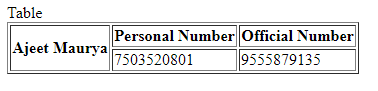 Table
Ajeet Maurya Personal Number Official Number
7503520801 9555879135